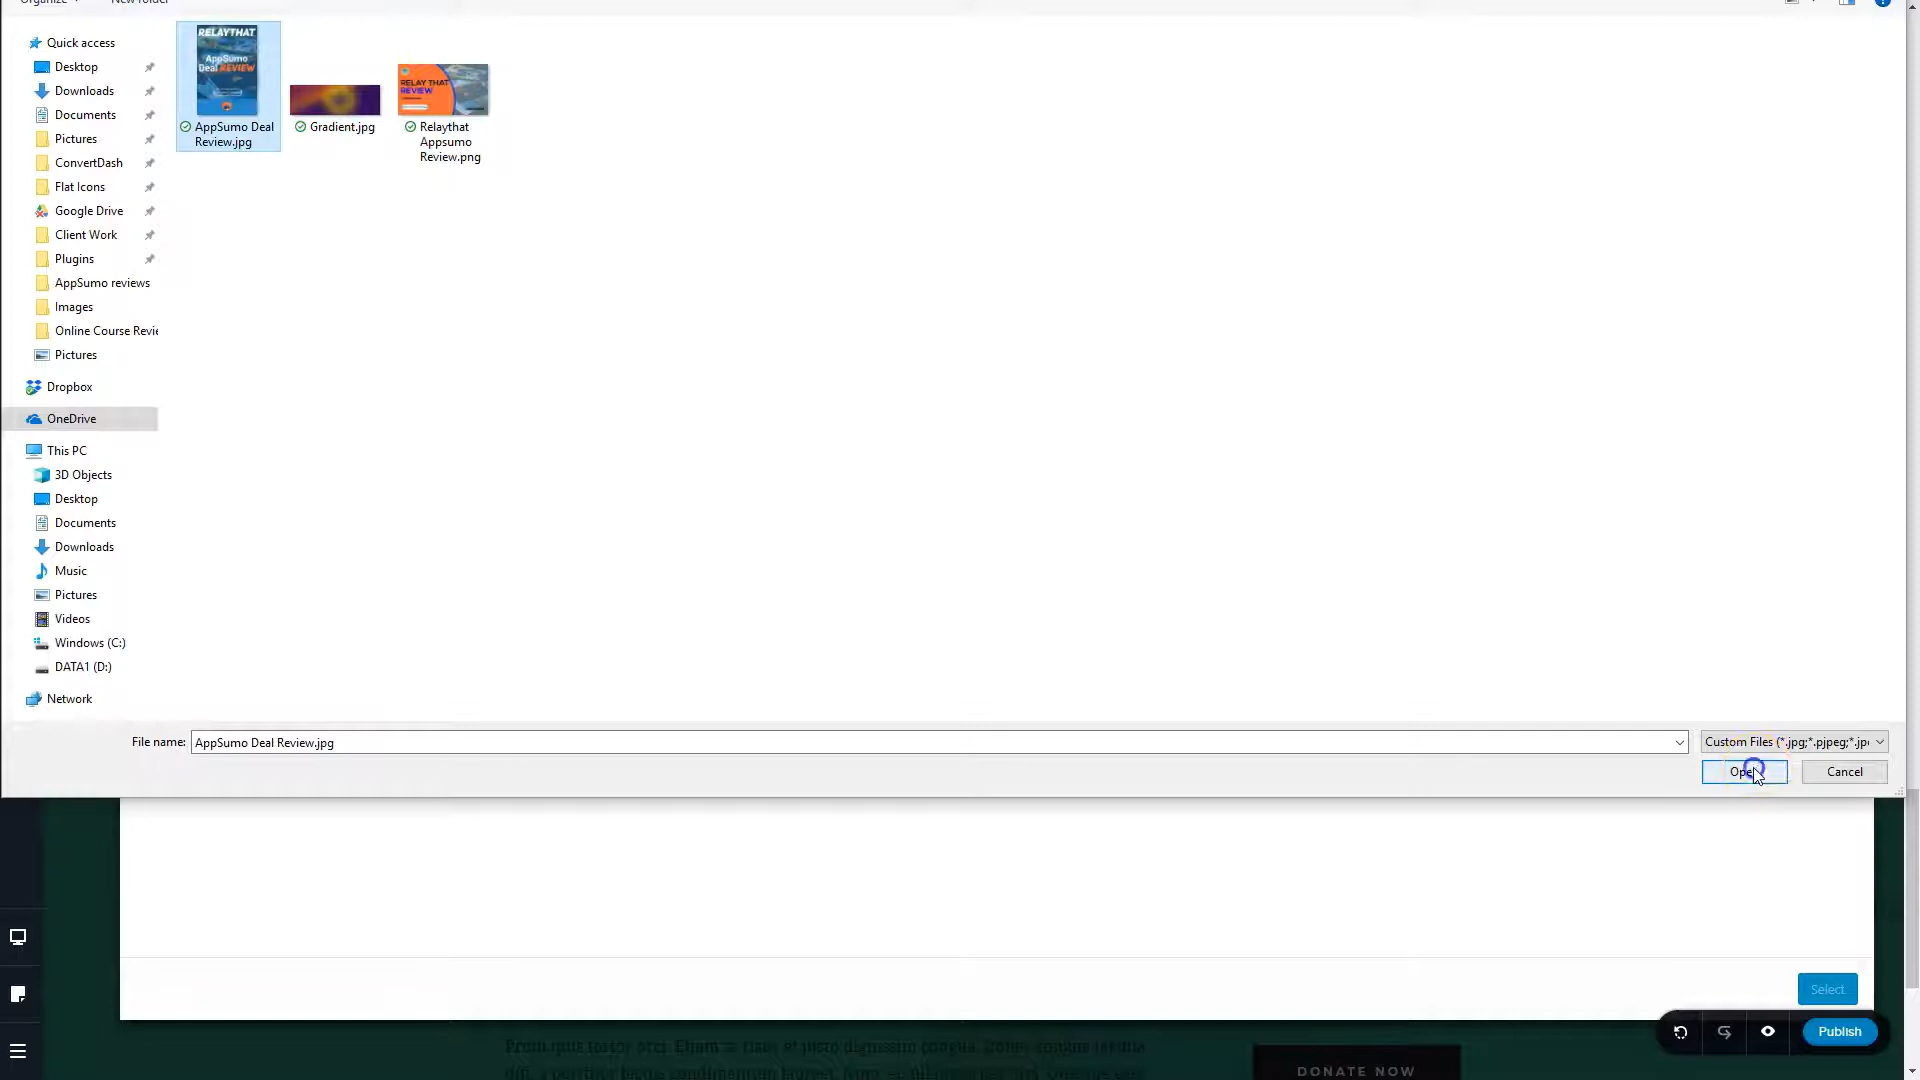 Organize
New folder
Quick access
Desktop
Downloads
Documents
Pictures
ConvertDash
Flat Icons
Google Drive
Client Work
Plugins
AppSumo reviews
Images
Online Course Revie
Pictures
Dropbox
OneDrive
This PC
3D Objects
Desktop
Documents
Downloads
Music
Pictures
Videos
Windows (C:)
DATA1 (D:)
Network
RELAYTHAT
AppSumo
Deal REVIEW
AppSumo Deal
Review.jpg
Gradient.jpg
RELAY THAT
REVIEW
Relaythat
Appsumo
Review.png
File name:
AppSumo Deal Review.jpg
Custom Files (*.jpg;*.pjpeg;*.jp
Cancel
Select
Publish
DONATE NOW